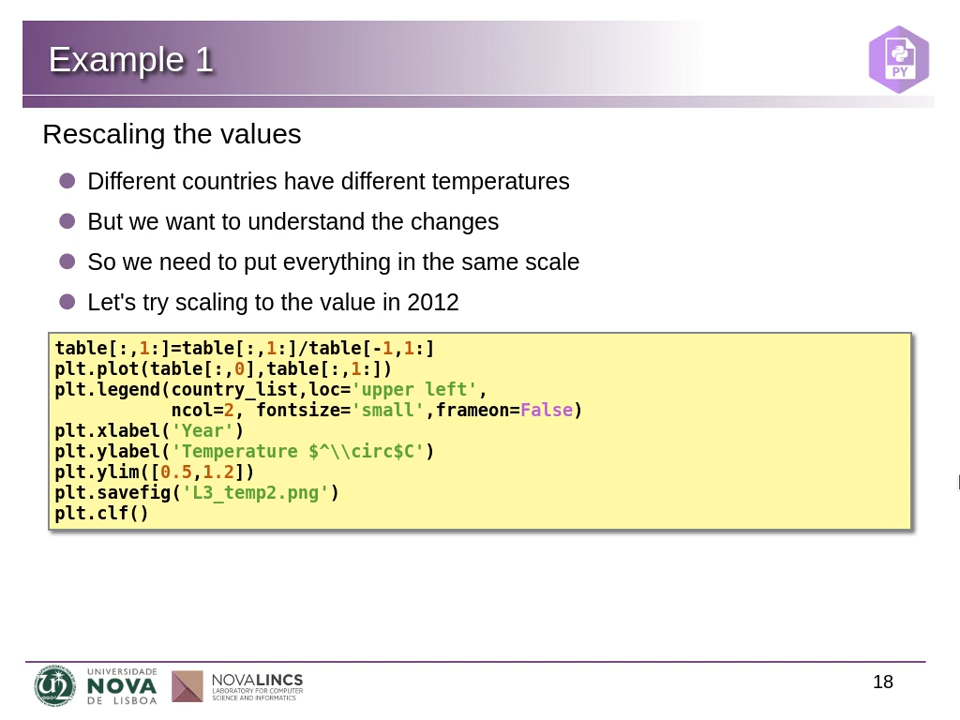 Example 1
PY
Rescaling the values
Different countries have different temperatures
But we want to understand the changes
So we need to put everything in the same scale
Let's try scaling to the value in 2012
table[:,1:]=table[:,1:]/table[-1,1:]
plt.plot(table[:,0],table[:,1:])
plt.legend(country_list,loc='upper left',
           ncol=2, fontsize='small',frameon=False)
plt.xlabel('Year')
plt.ylabel('Temperature $^\\circ$C')
plt.ylim([0.5,1.2])
plt.savefig('L3_temp2.png')
plt.clf()
UNIVERSIDADE
NOVA
DE LISBOA
NOVALINCS
LABORATORY FOR COMPUTER
SCIENCE AND INFORMATICS
18